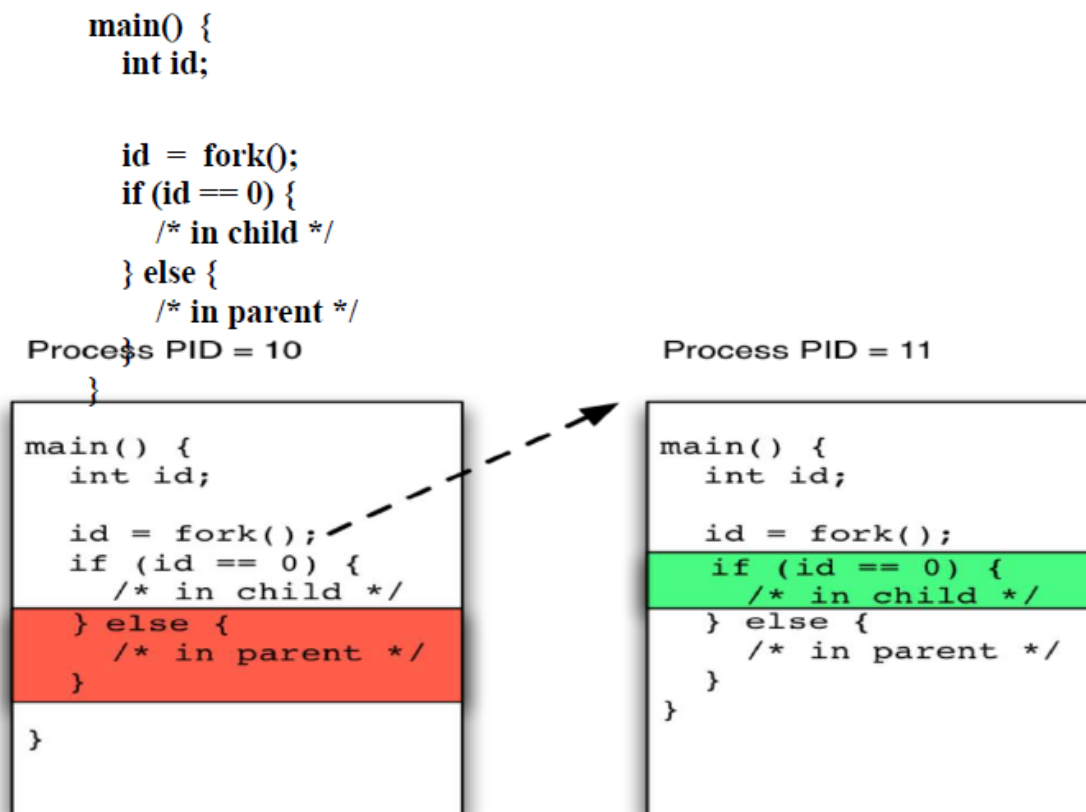 main() {
int id;
id = fork();
if (id == 0) {
/* in child */
} else {
/* in parent */
}
}
Process PID = 10
main() {
int id;
id = fork();
if (id == 0) {
/* in child */
} else {
/* in parent */
}
}
Process PID = 11
main() {
int id;
id = fork();
if (id == 0) {
/* in child */
} else {
/* in parent */
}
}